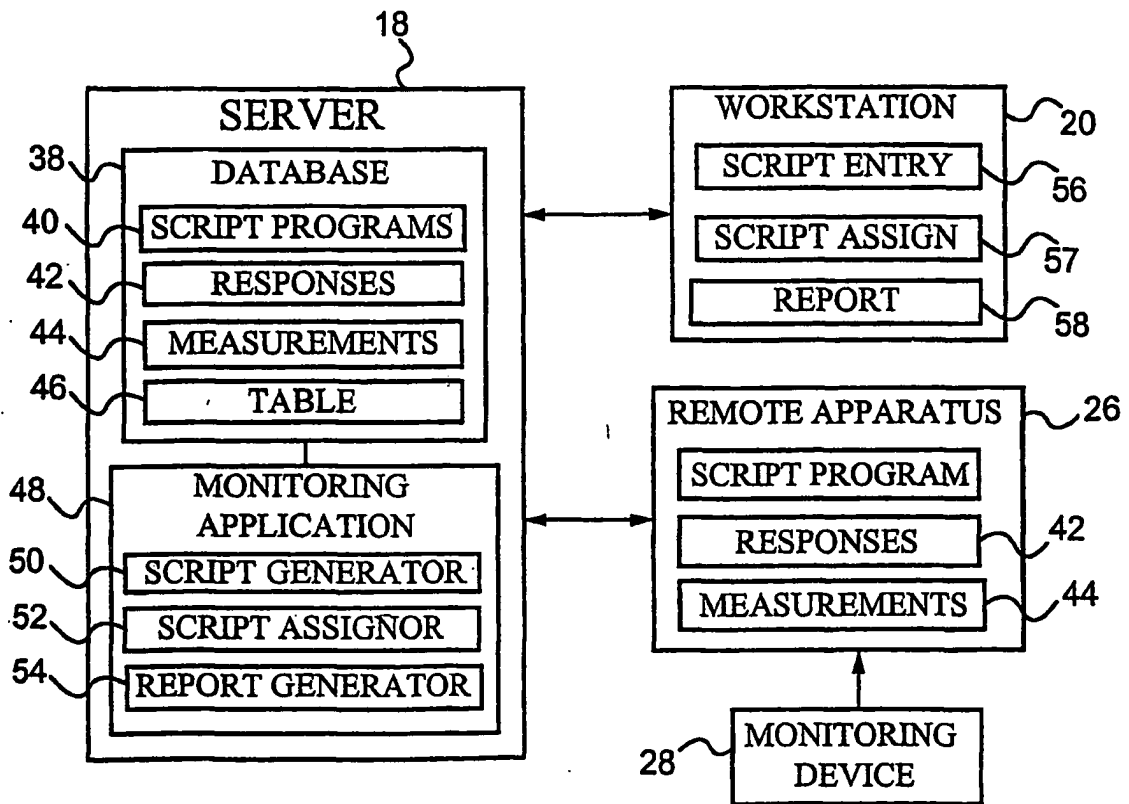 18
SERVER
38
DATABASE
40
SCRIPT PROGRAMS
42
RESPONSES
44
MEASUREMENTS
46
TABLE
48
MONITORING
APPLICATION
50
SCRIPT GENERATOR
52
SCRIPT ASSIGNOR
54
REPORT GENERATOR
WORKSTATION
20
SCRIPT ENTRY
56
SCRIPT ASSIGN
57
REPORT
58
REMOTE APPARATUS
26
SCRIPT PROGRAM
RESPONSES
42
MEASUREMENTS
44
28
MONITORING
DEVICE